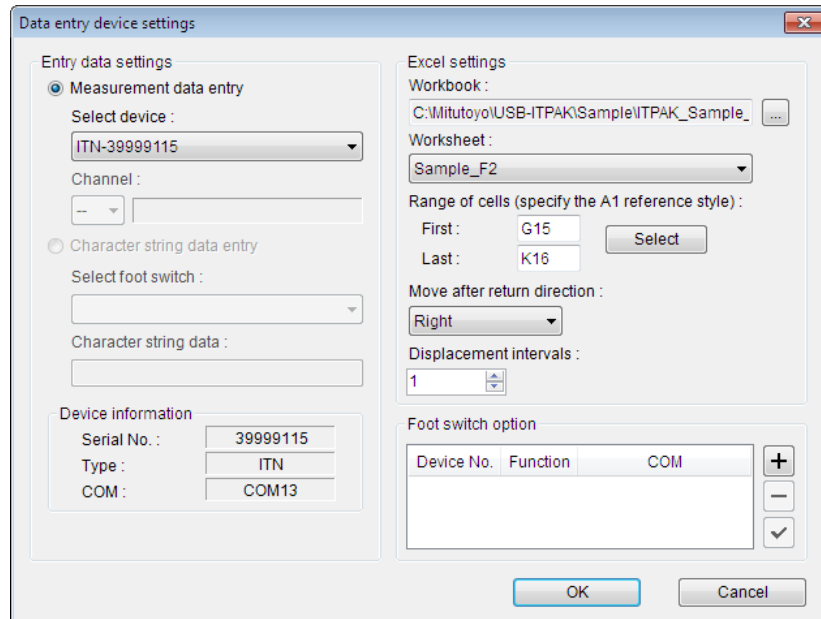 Data entry device settings
Entry data settings
Measurement data entry
Select device :
ITN-39999115
Channel :
--
Character string data entry
Select foot switch :
Character string data :
Device information
Serial No. : 39999115
Type : ITN
COM : COM13
Excel settings
Workbook :
C:\Mitutoyo\USB-ITPAK\Sample\ITPAK_Sample_ ...
Worksheet :
Sample_F2
Range of cells (specify the A1 reference style) :
First : G15
Select
Last : K16
Move after return direction :
Right
Displacement intervals :
1
Foot switch option
Device No. Function COM
OK Cancel